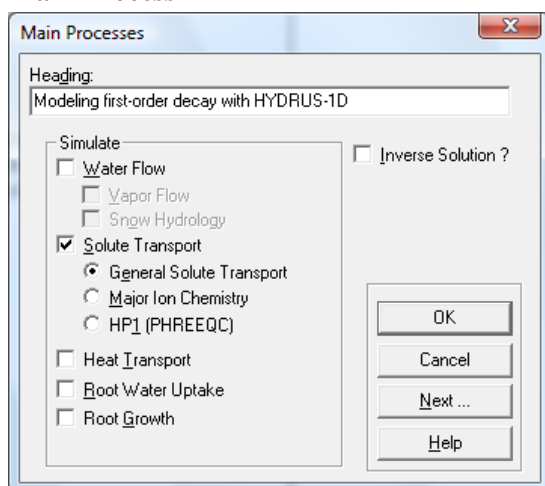 Main Processes
X
Heading:
Modeling first-order decay with HYDRUS-1D
Simulate
Water Flow
Vapor Flow
Snow Hydrology
Solute Transport
General Solute Transport
Major Ion Chemistry
HP1 (PHREEQC)
Heat Transport
Root Water Uptake
Root Growth
Inverse Solution ?
OK
Cancel
Next ...
Help